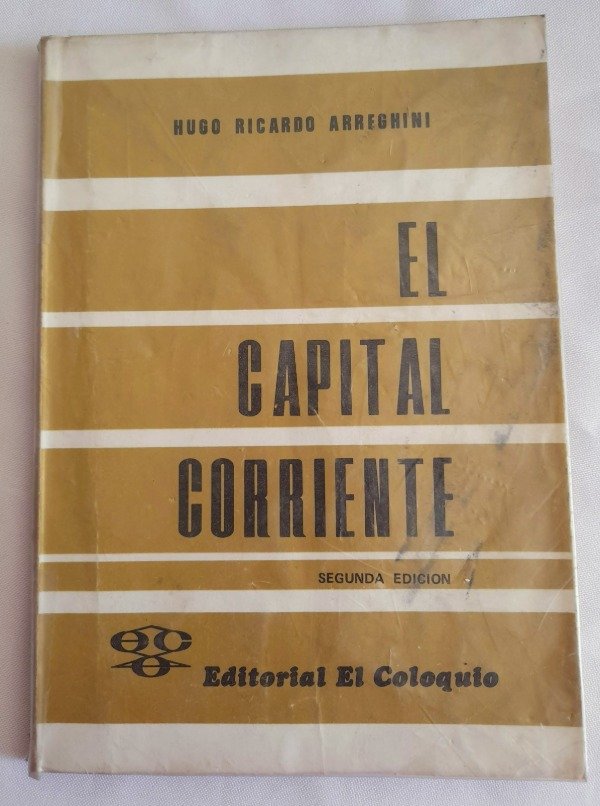 HUGO RICARDO ARREGHINI
EL
CAPITAL
CORRIENTE
SEGUNDA EDICION
Editorial El Coloquio